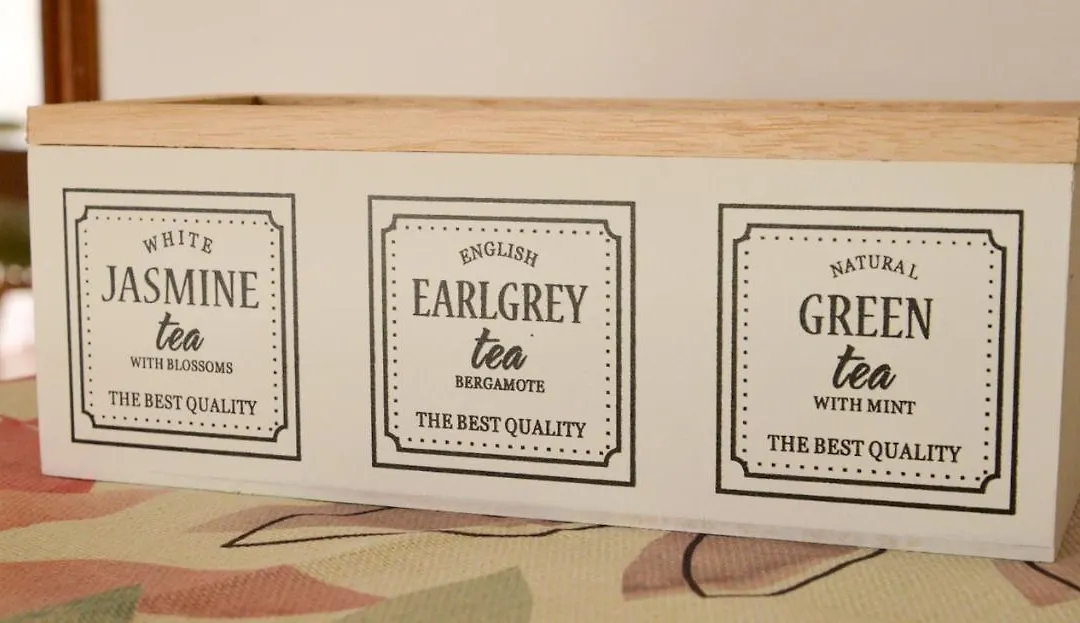 WHITE
JASMINE
tea
WITH BLOSSOMS
THE BEST QUALITY
ENGLISH
EARLGREY
tea
BERGAMOTE
THE BEST QUALITY
NATURAL
GREEN
tea
WITH MINT
THE BEST QUALITY